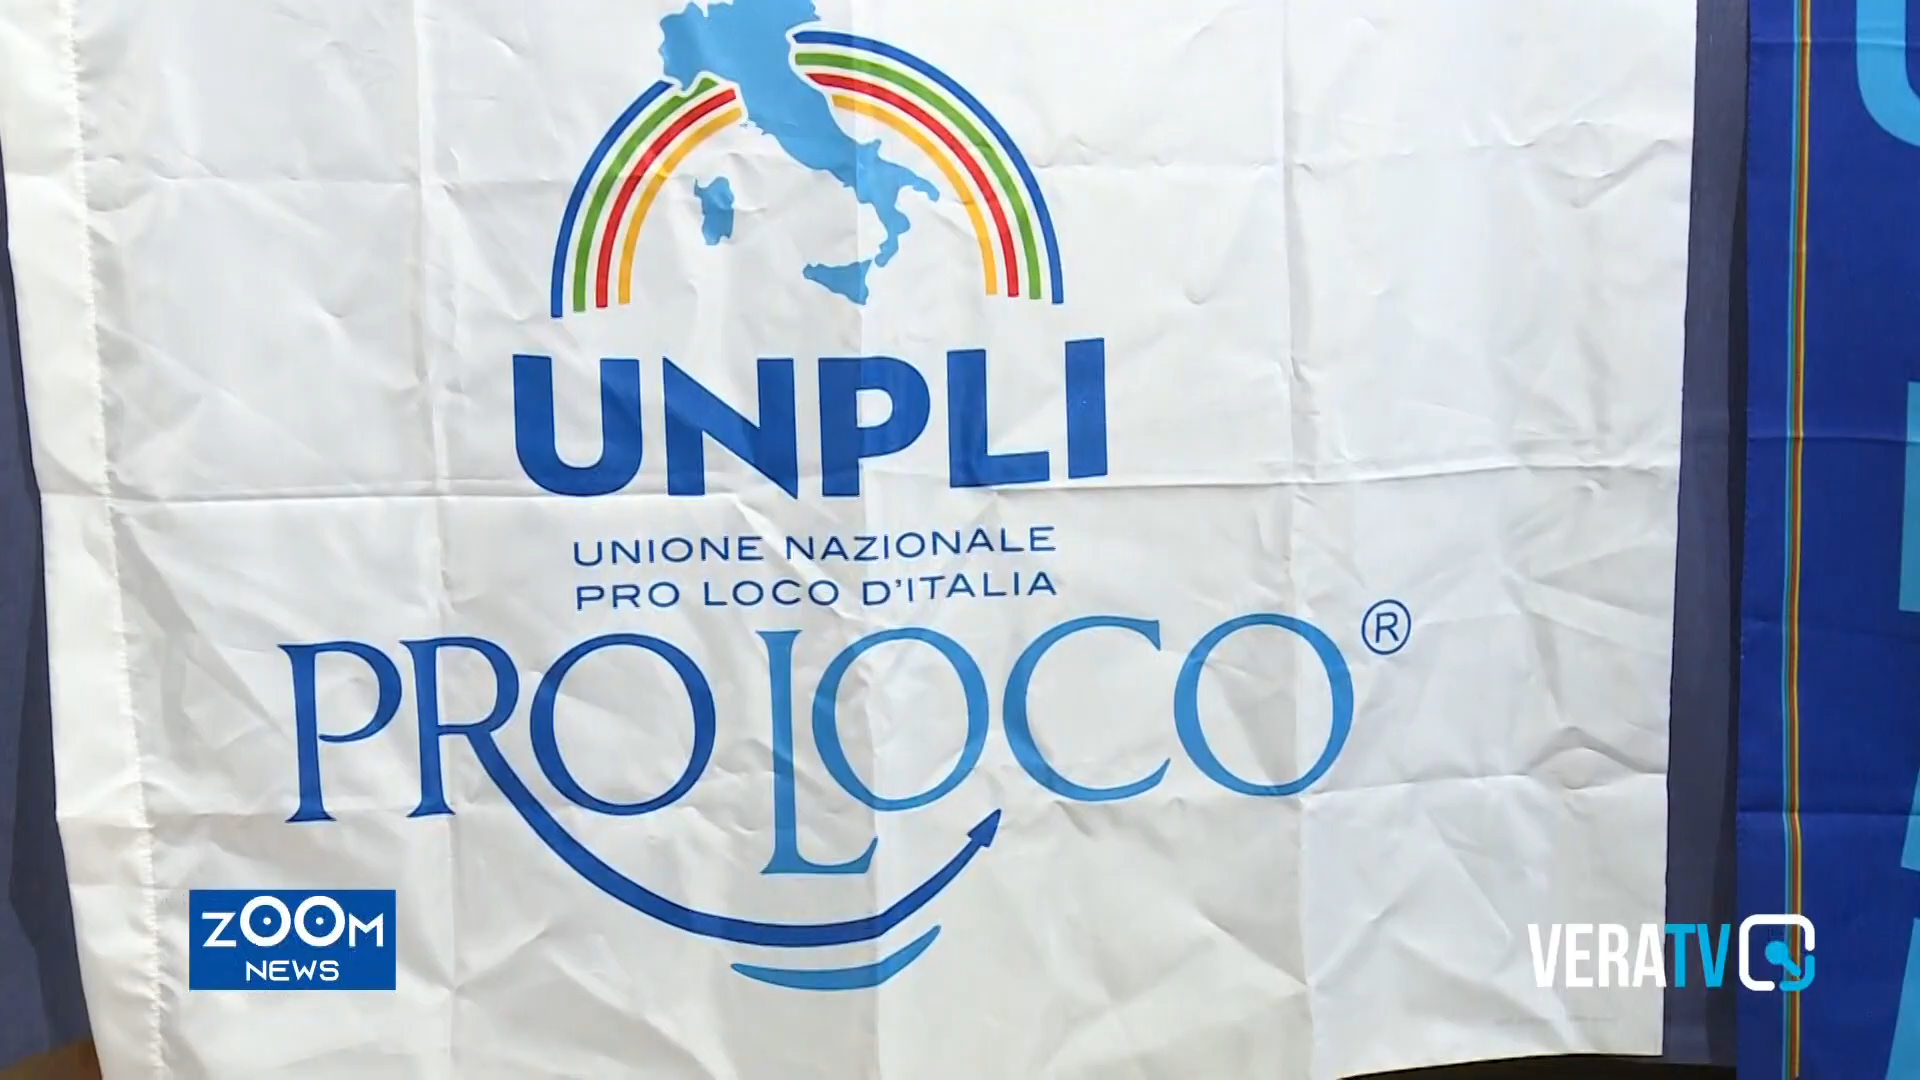 UNPLI
UNIONE NAZIONALE
PRO LOCO D'ITALIA
PRO LOCO ®
ZOOM
NEWS
VERATV